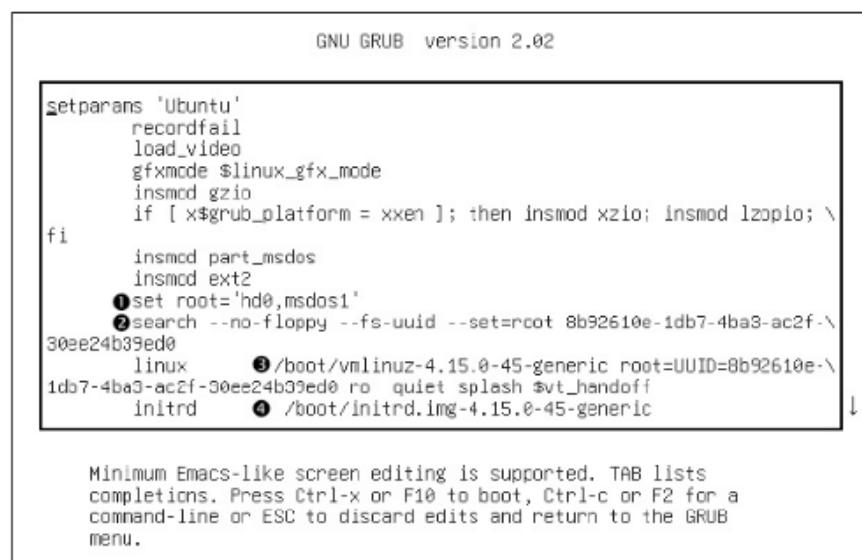 GNU GRUB version 2.02
setparams 'Ubuntu'
recordfail
load_video
gfxmode $linux_gfx_mode
insmod gzio
if [ x$grub_platform = xxen ]; then insmod xzio; insmod lzopio; \
fi
insmod part_msdos
insmod ext2
❶set root='hd0,msdos1'
❷search --no-floppy --fs-uuid --set=root 8b92610e-1db7-4ba3-ac2f-\
30ee24b39ed0
linux ❸/boot/vmlinuz-4.15.0-45-generic root=UUID=8b92610e-\
1db7-4ba3-ac2f-30ee24b39ed0 ro quiet splash $vt_handoff
initrd ❹ /boot/initrd.img-4.15.0-45-generic
↓
Minimum Emacs-like screen editing is supported. TAB lists
completions. Press Ctrl-x or F10 to boot, Ctrl-c or F2 for a
command-line or ESC to discard edits and return to the GRUB
menu.